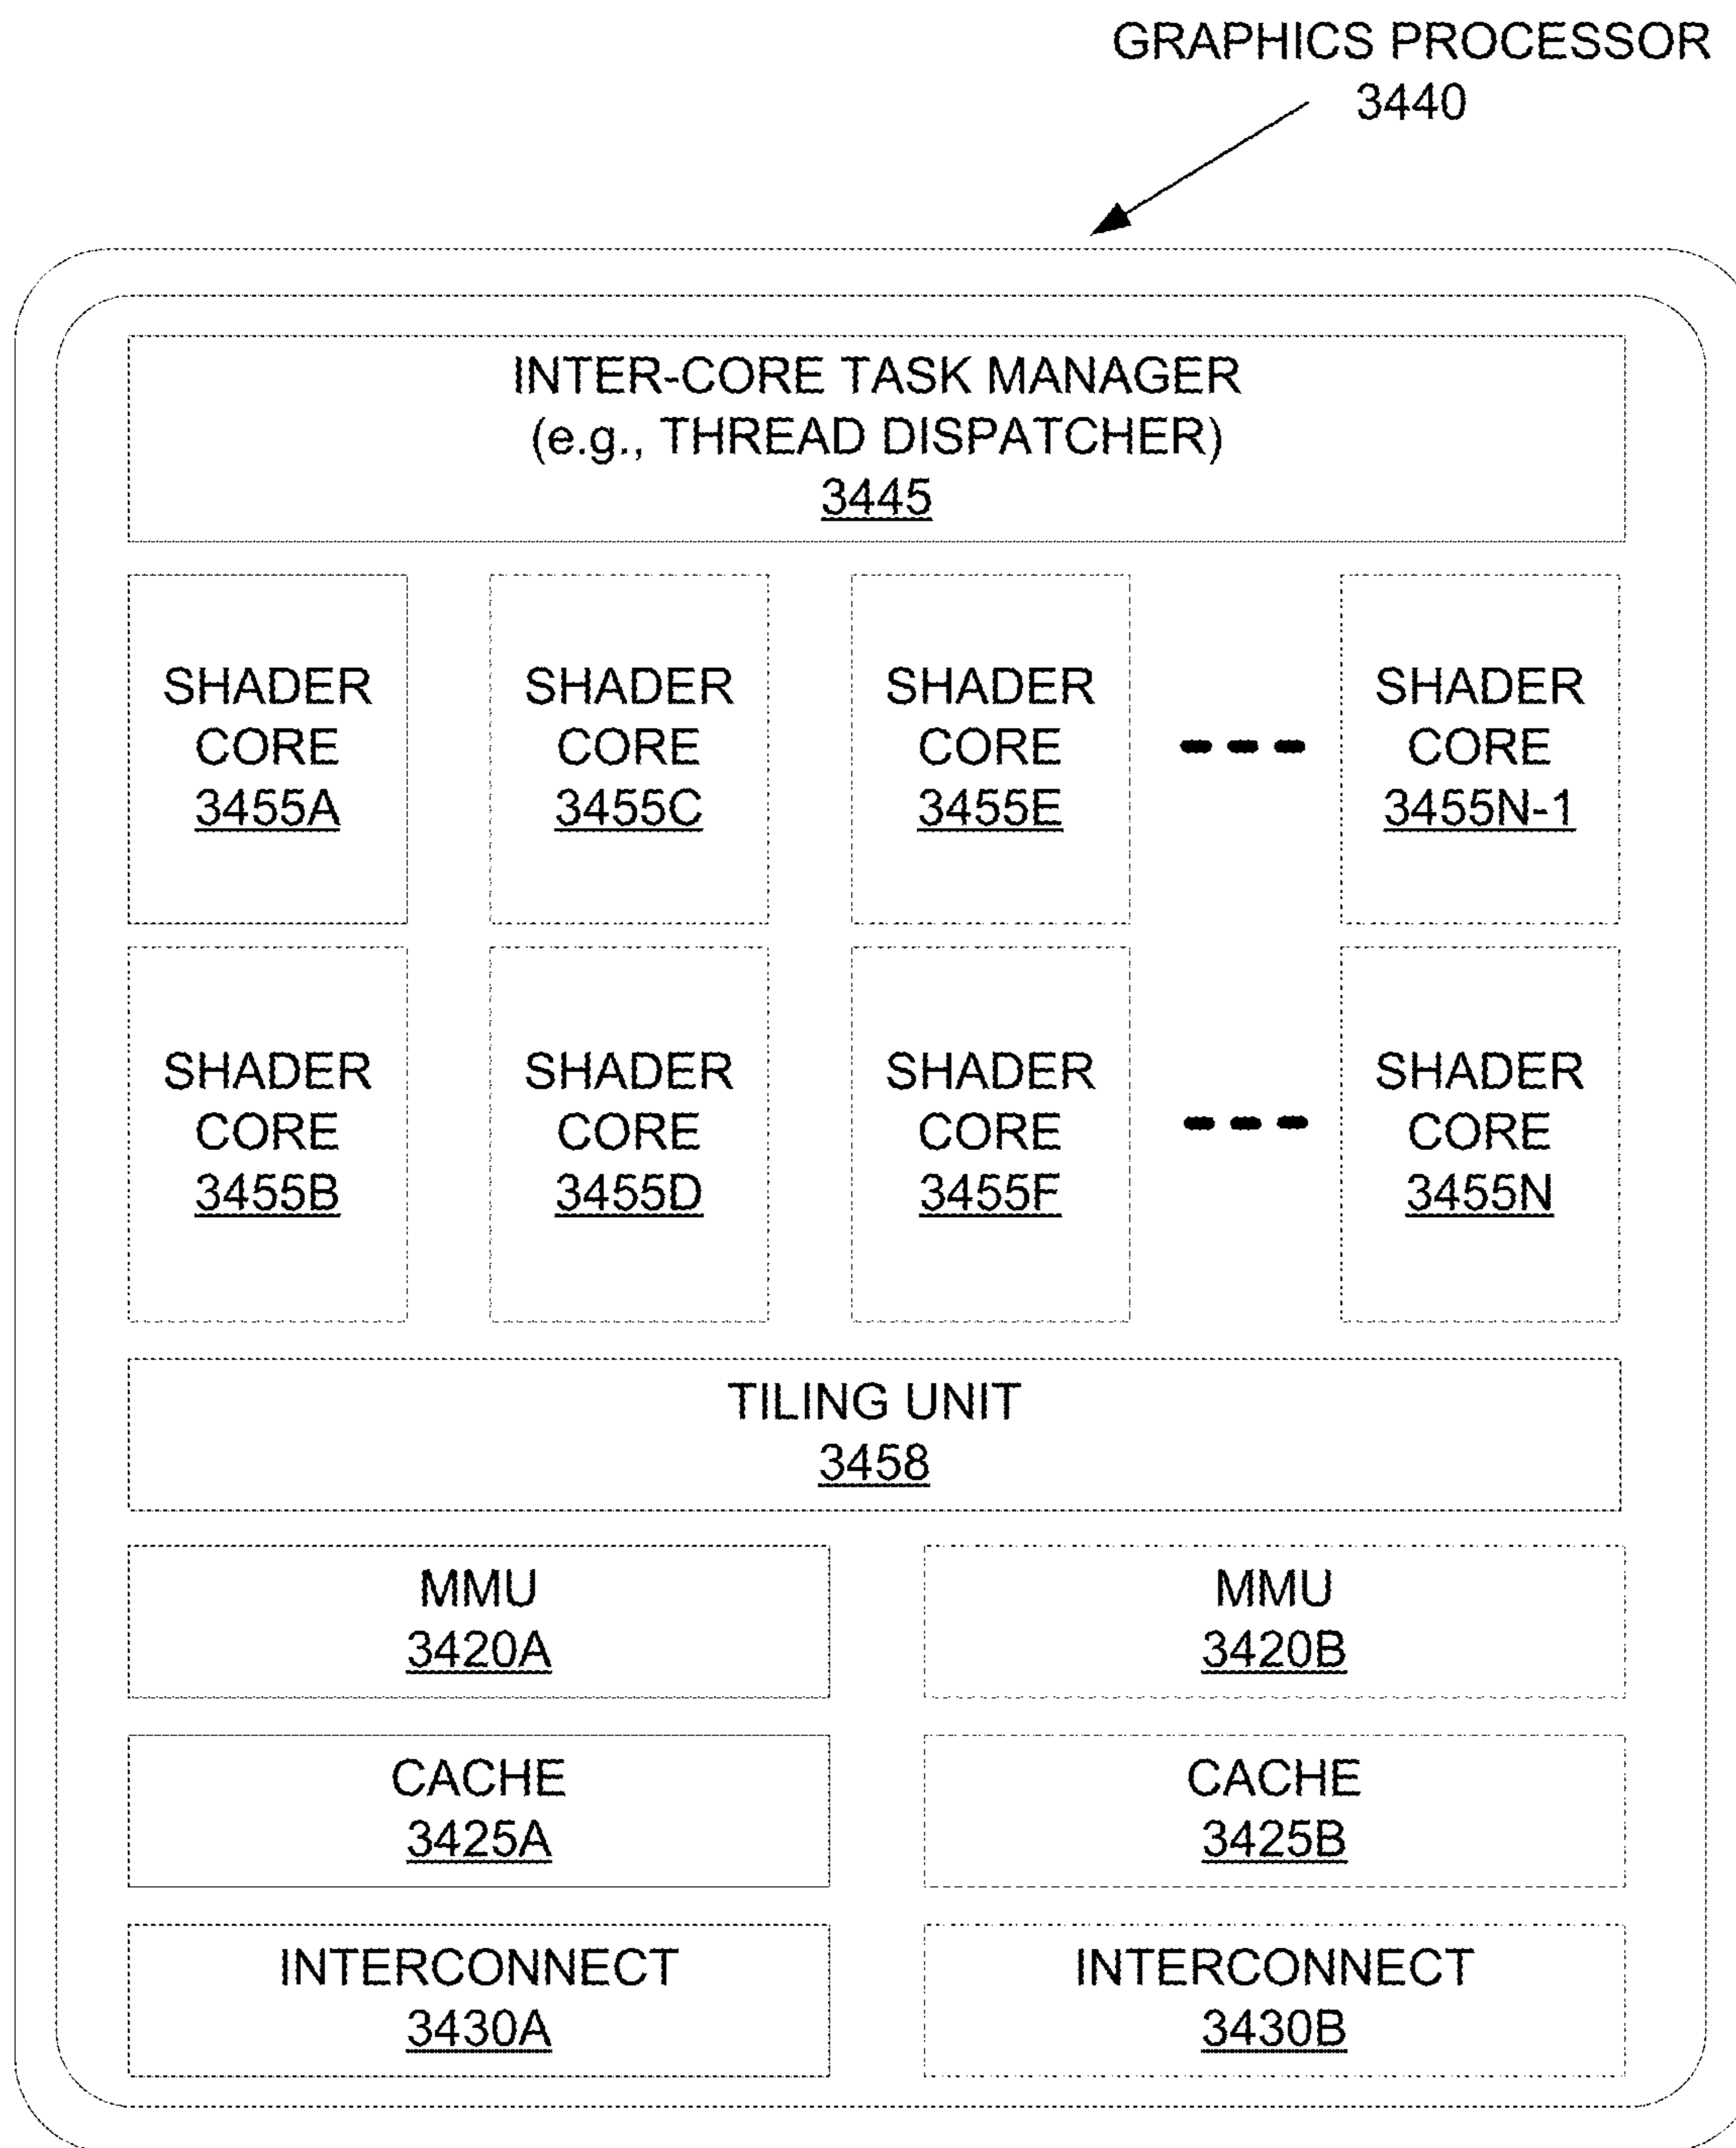 GRAPHICS PROCESSOR
3440
INTER-CORE TASK MANAGER
(e.g., THREAD DISPATCHER)
3445
SHADER
CORE
3455A
SHADER
CORE
3455C
SHADER
CORE
3455E
SHADER
CORE
3455N-1
SHADER
CORE
3455B
SHADER
CORE
3455D
SHADER
CORE
3455F
SHADER
CORE
3455N
TILING UNIT
3458
MMU
3420A
MMU
3420B
CACHE
3425A
CACHE
3425B
INTERCONNECT
3430A
INTERCONNECT
3430B